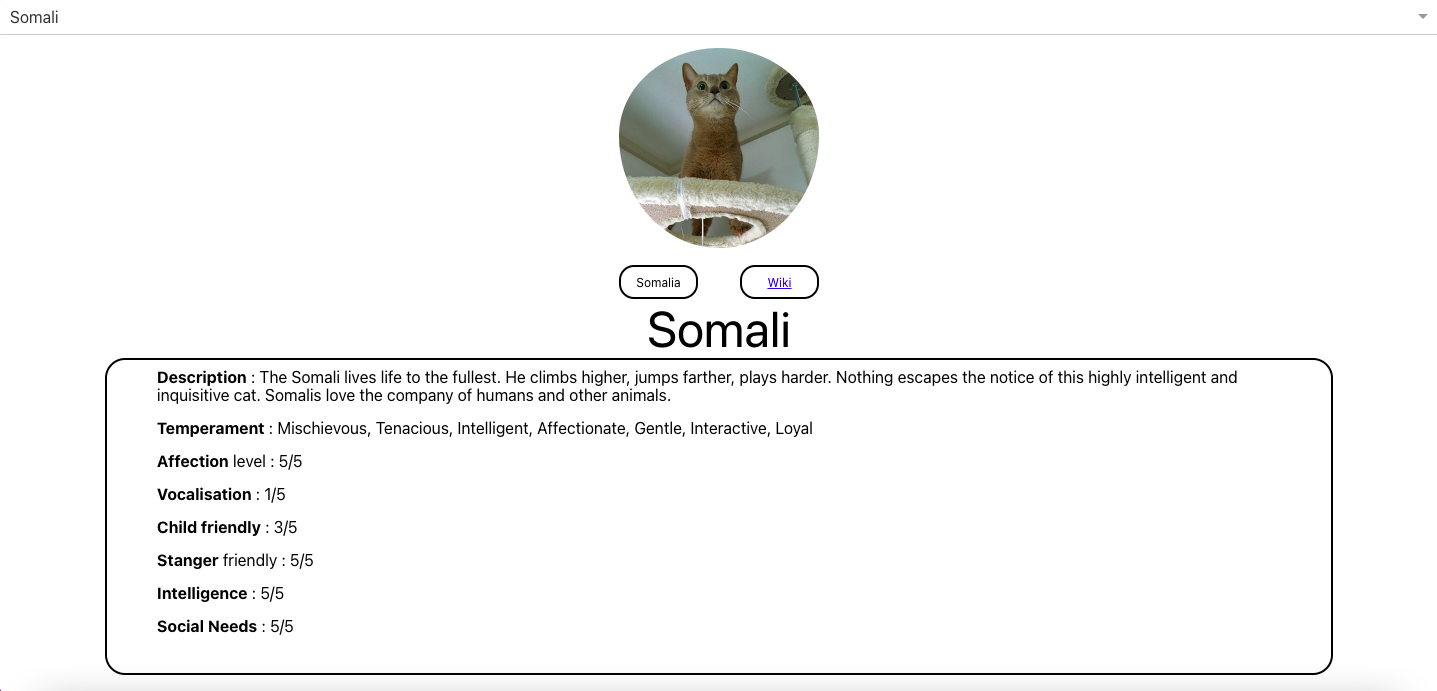 Somali
Somalia
Wiki
Somali
Description : The Somali lives life to the fullest. He climbs higher, jumps farther, plays harder. Nothing escapes the notice of this highly intelligent and
inquisitive cat. Somalis love the company of humans and other animals.
Temperament : Mischievous, Tenacious, Intelligent, Affectionate, Gentle, Interactive, Loyal
Affection level : 5/5
Vocalisation : 1/5
Child friendly : 3/5
Stanger friendly : 5/5
Intelligence : 5/5
Social Needs : 5/5